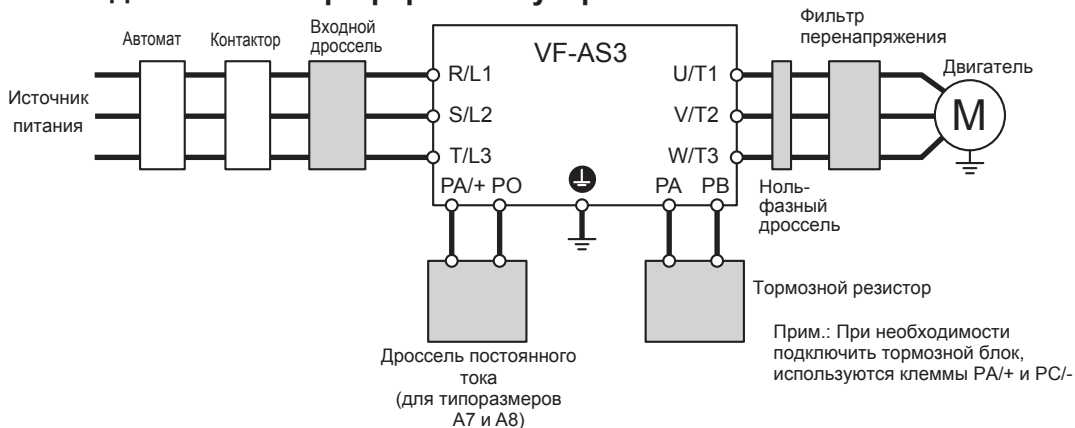 Автомат
Контактор
Входной
дроссель
VF-AS3
Фильтр
перенапряжения
Двигатель
Источник
питания
R/L1
S/L2
T/L3
U/T1
V/T2
W/T3
M
PA/+ PO
PA PB
Ноль-
фазный
дроссель
Дроссель постоянного
тока
(для типоразмеров
A7 и A8)
Тормозной резистор
Прим.: При необходимости
подключить тормозной блок,
используются клеммы PA/+ и PC/-